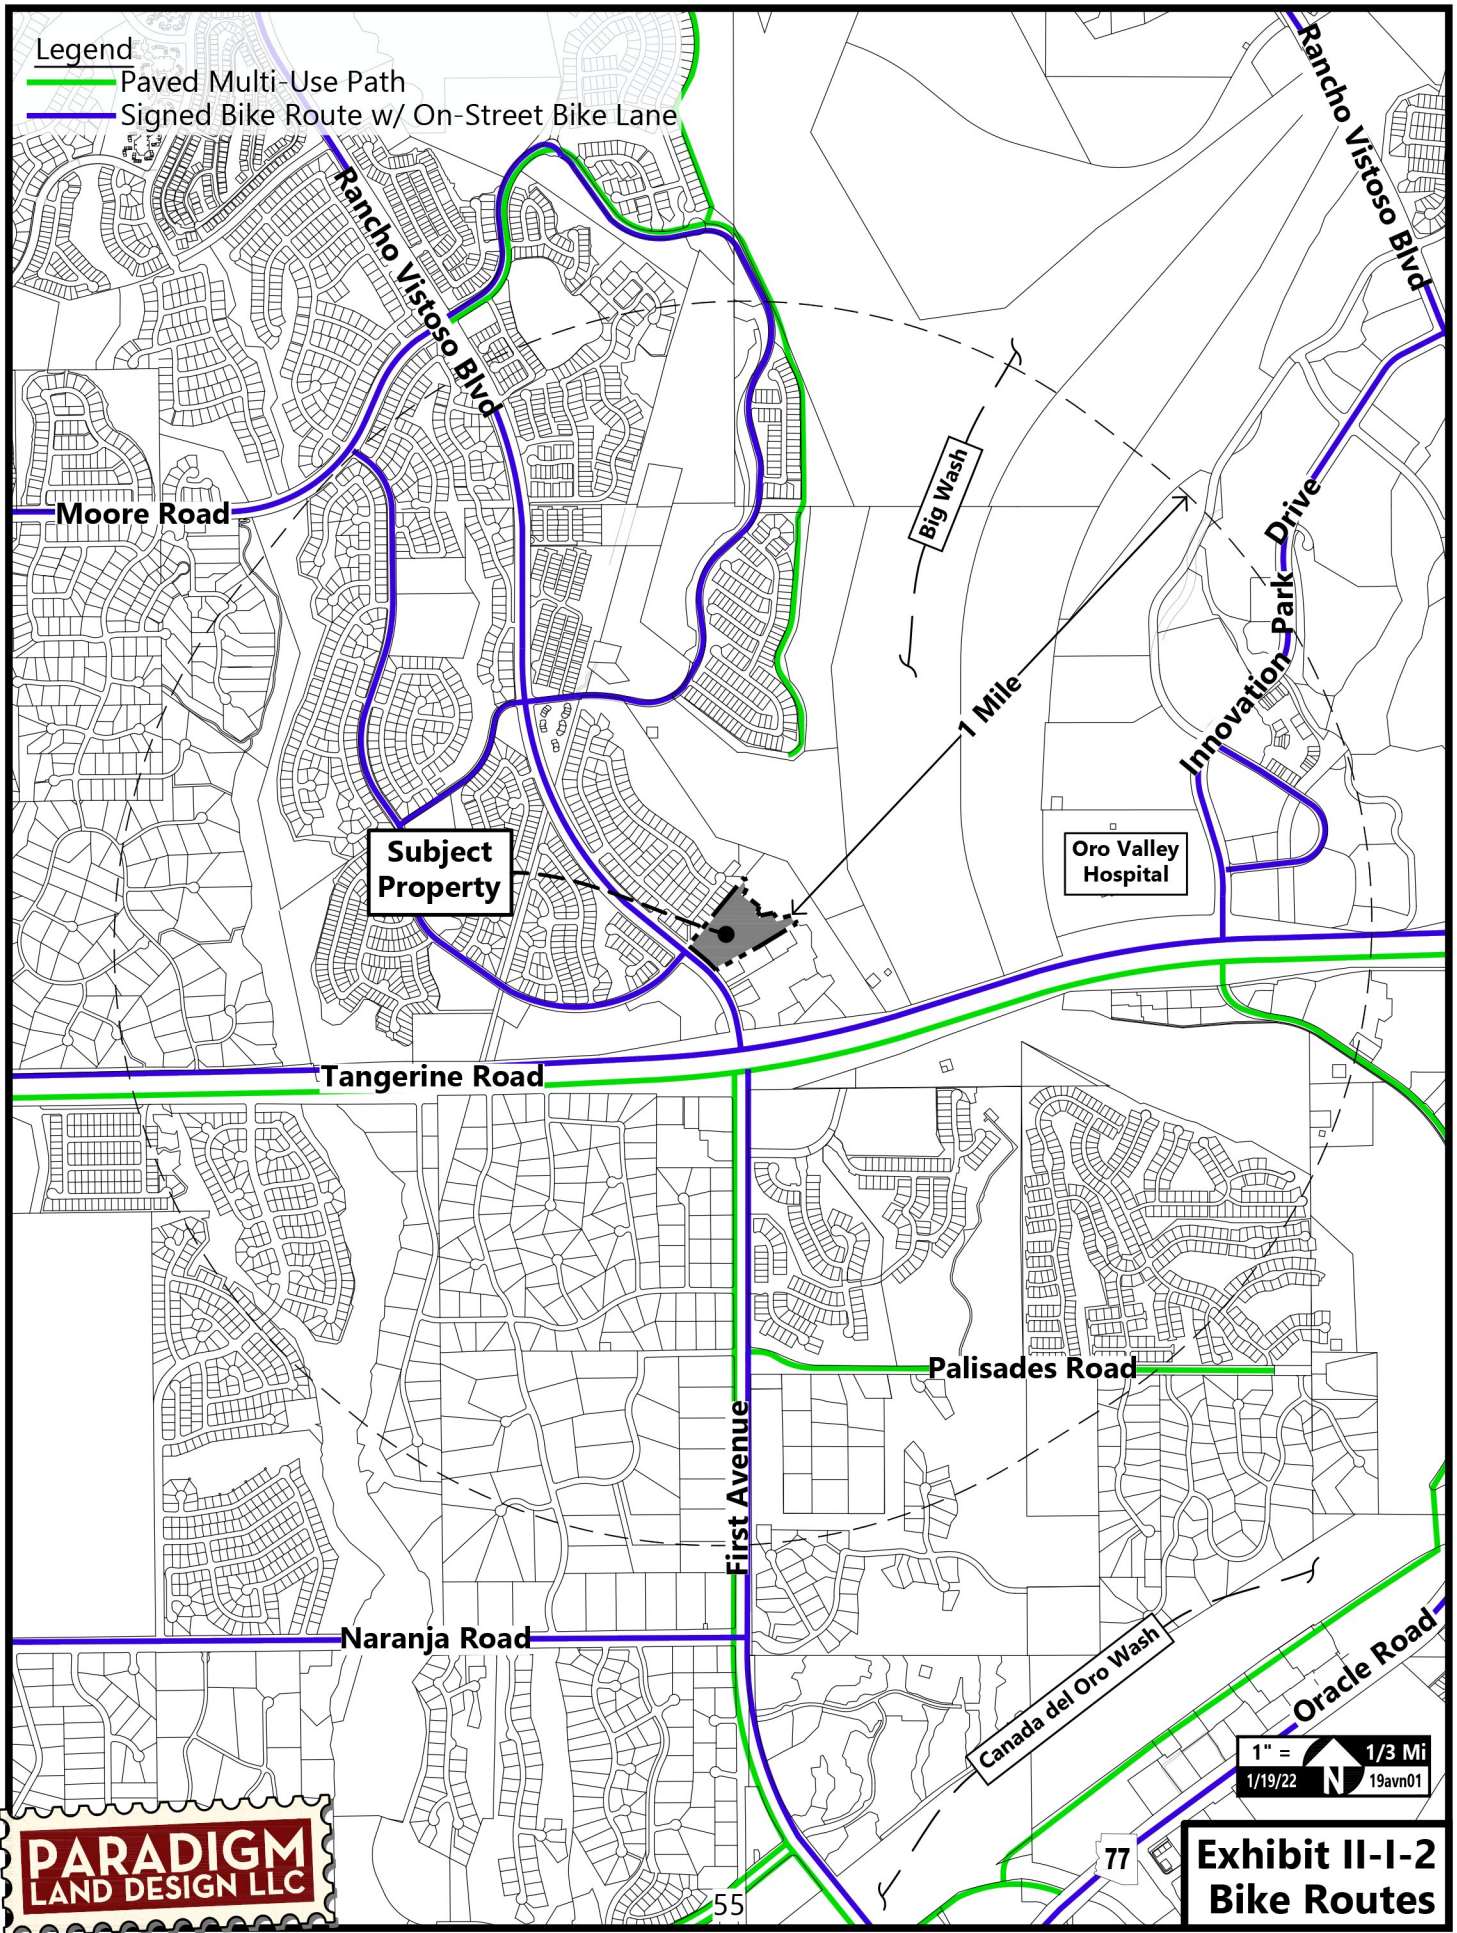 Legend
Paved Multi-Use Path
Signed Bike Route w/ On-Street Bike Lane
Rancho Vistoso Blvd
Rancho Vistoso Blvd
Moore Road
Big Wash
Innovation Park Drive
1 Mile
Subject
Property
Oro Valley
Hospital
Tangerine Road
Palisades Road
First Avenue
Naranja Road
Canada del Oro Wash
Oracle Road
1" = 1/3 Mi
1/19/22 N 19avn01
PARADIGM
LAND DESIGN LLC
77
55
Exhibit II-I-2
Bike Routes